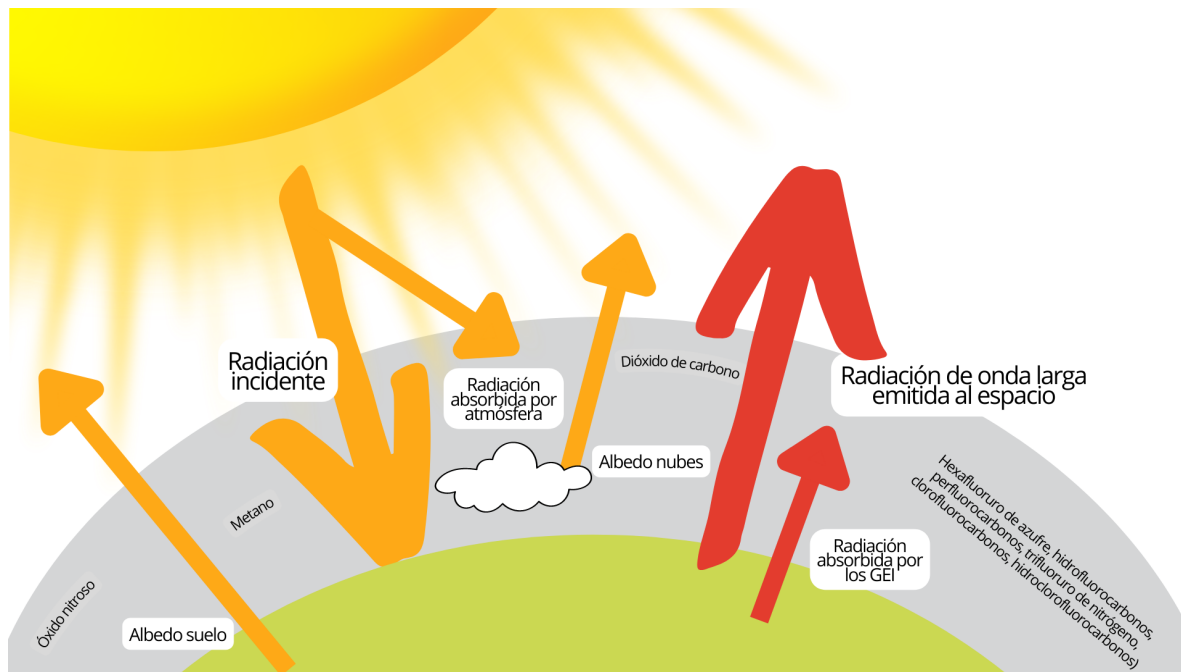 Radiación
incidente
Radiación
absorbida por
atmósfera
Dióxido de carbono
Radiación de onda larga
emitida al espacio
Albedo nubes
Metano
Hexafluoruro de azufre, hidrofluorocarbonos,
perfluorocarbonos, triflururo de nitrógeno,
clorofluorocarbonos, hidroclorofluorocarbonos)
Radiación
absorbida por
los GEI
Óxido nitroso
Albedo suelo